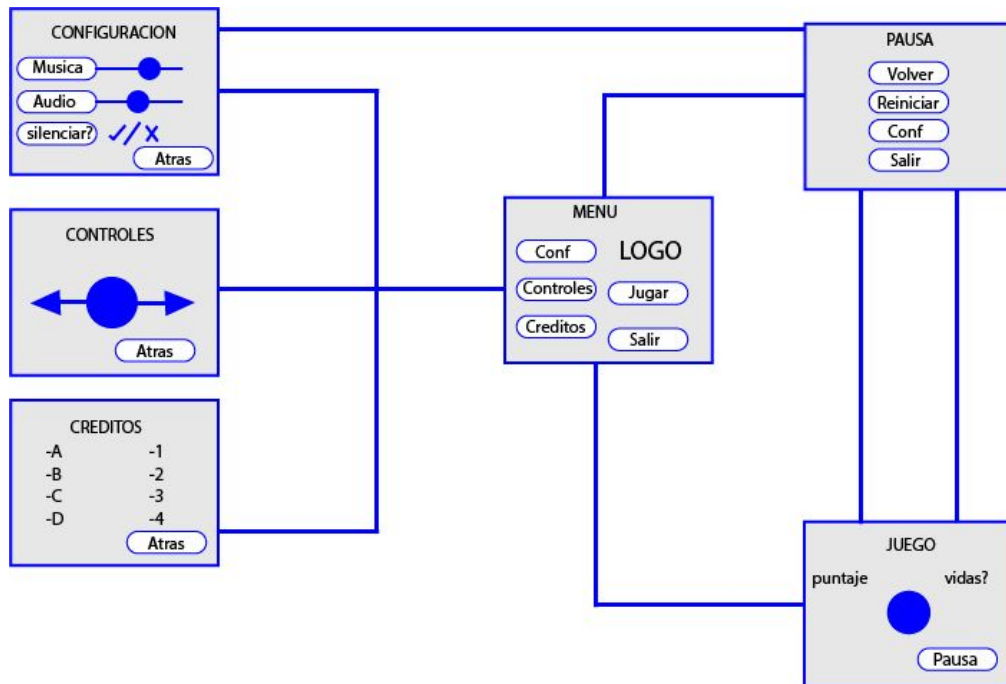 CONFIGURACION
Musica
Audio
silenciar?
Atras
CONTROLES
Atras
CREDITOS
-A -1
-B -2
-C -3
-D -4
Atras
MENU
Conf LOGO
Controles Jugar
Creditos Salir
PAUSA
Volver
Reiniciar
Conf
Salir
JUEGO
puntaje vidas?
Pausa